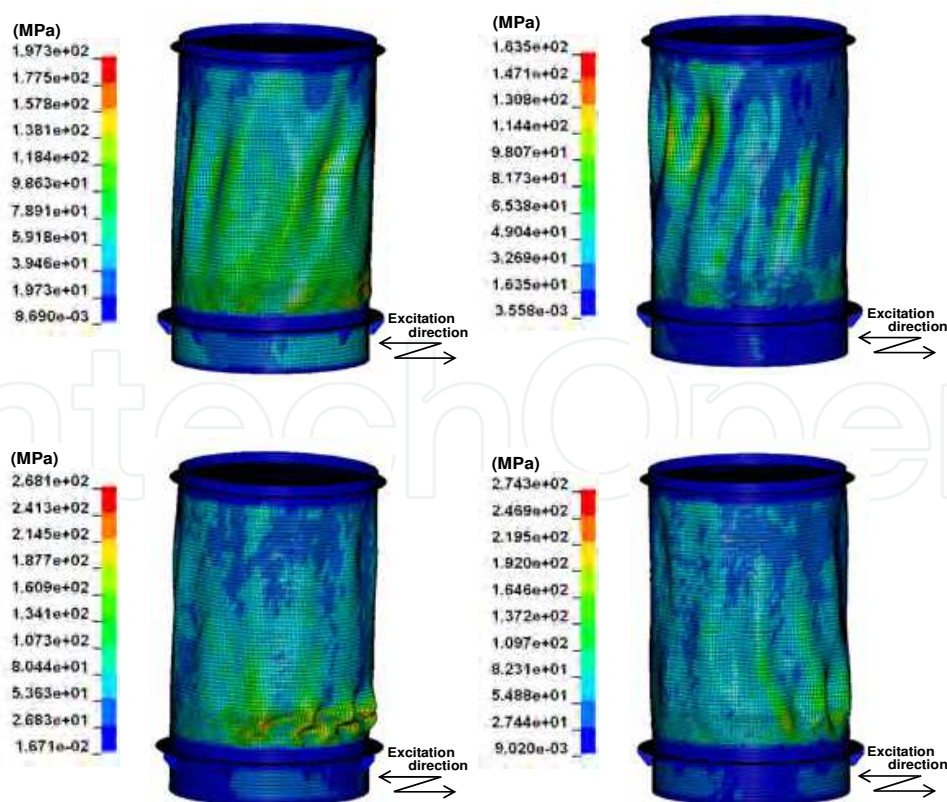 (MPa)
1.973e+02
1.775e+02
1.578e+02
1.381e+02
1.184e+02
9.863e+01
7.891e+01
5.918e+01
3.946e+01
1.973e+01
8.690e-03
Excitation
direction
(MPa)
1.635e+02
1.471e+02
1.308e+02
1.144e+02
9.807e+01
8.173e+01
6.538e+01
4.904e+01
3.269e+01
1.635e+01
3.558e-03
Excitation
direction
ntechOpen
(MPa)
2.681e+02
2.413e+02
2.145e+02
1.877e+02
1.609e+02
1.341e+02
1.073e+02
8.044e+01
5.363e+01
2.683e+01
1.671e-02
Excitation
direction
(MPa)
2.743e+02
2.469e+02
2.195e+02
1.920e+02
1.646e+02
1.372e+02
1.097e+02
8.231e+01
5.488e+01
2.744e+01
9.020e-03
Excitation
direction